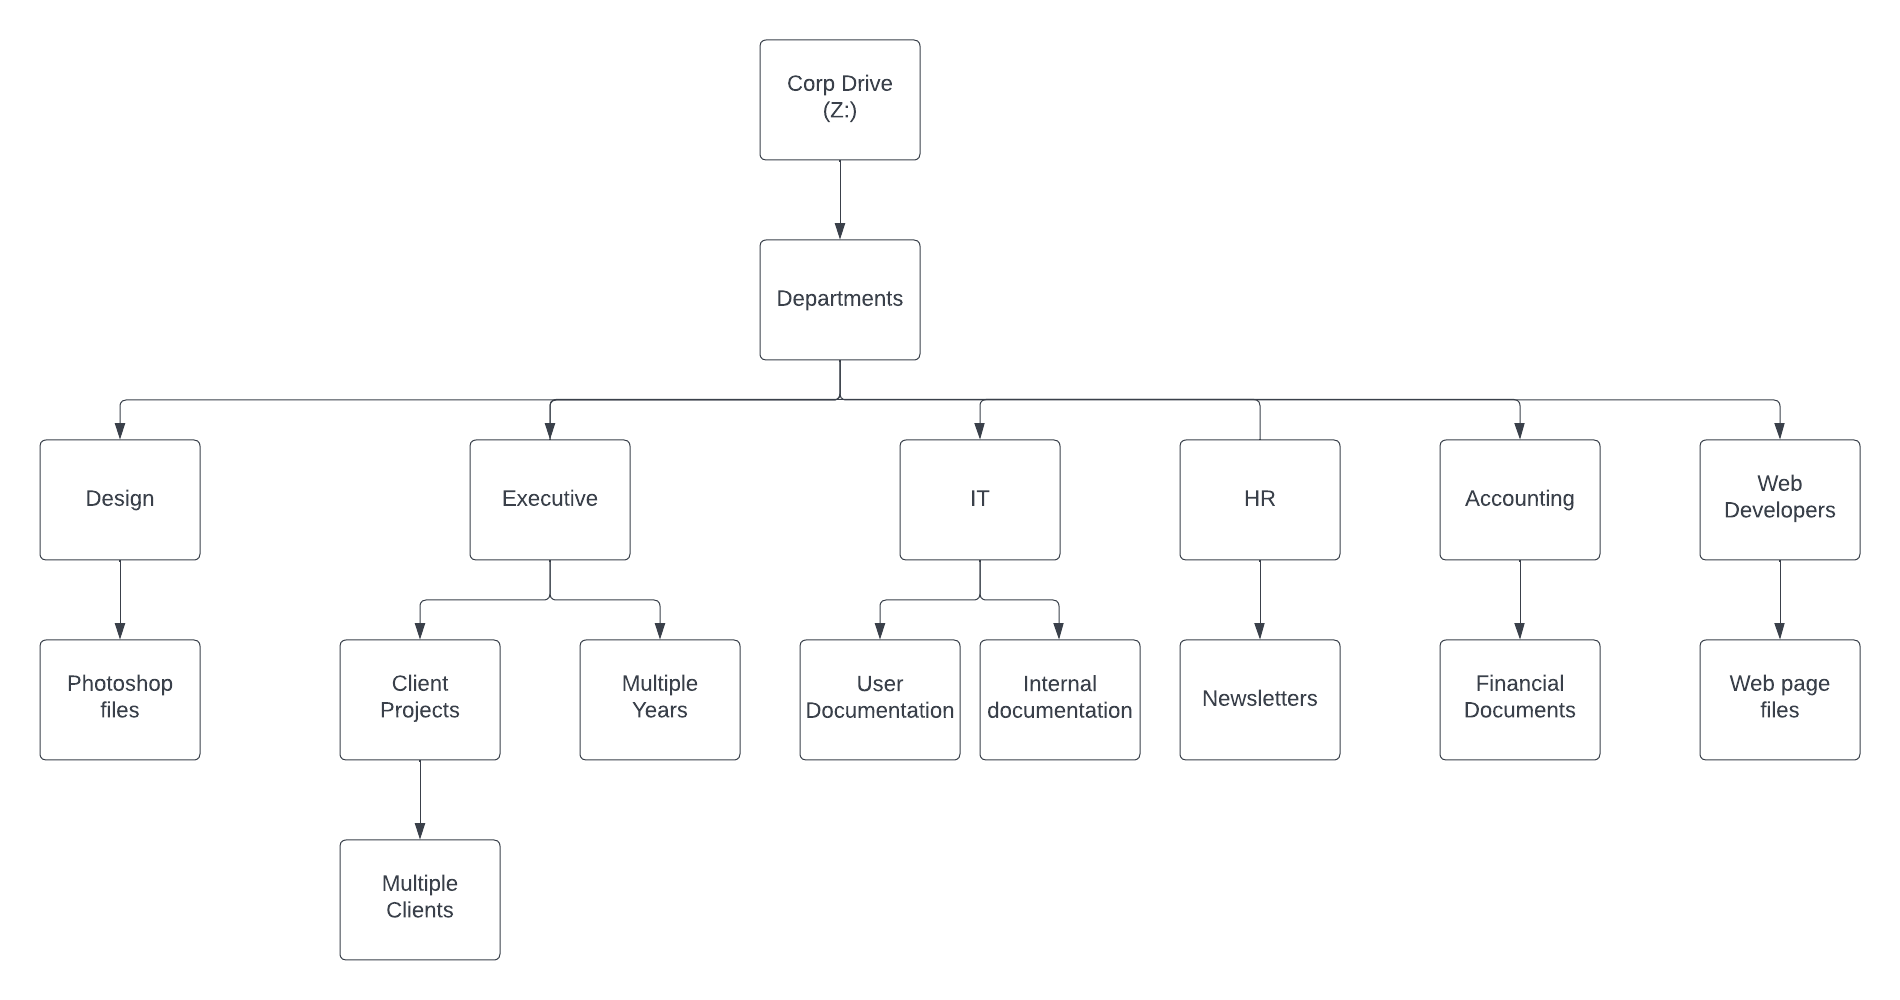 Corp Drive
(Z:)
Departments
Design
Executive
IT
HR
Accounting
Web
Developers
Photoshop
files
Client
Projects
Multiple
Years
User
Documentation
Internal
documentation
Newsletters
Financial
Documents
Web page
files
Multiple
Clients